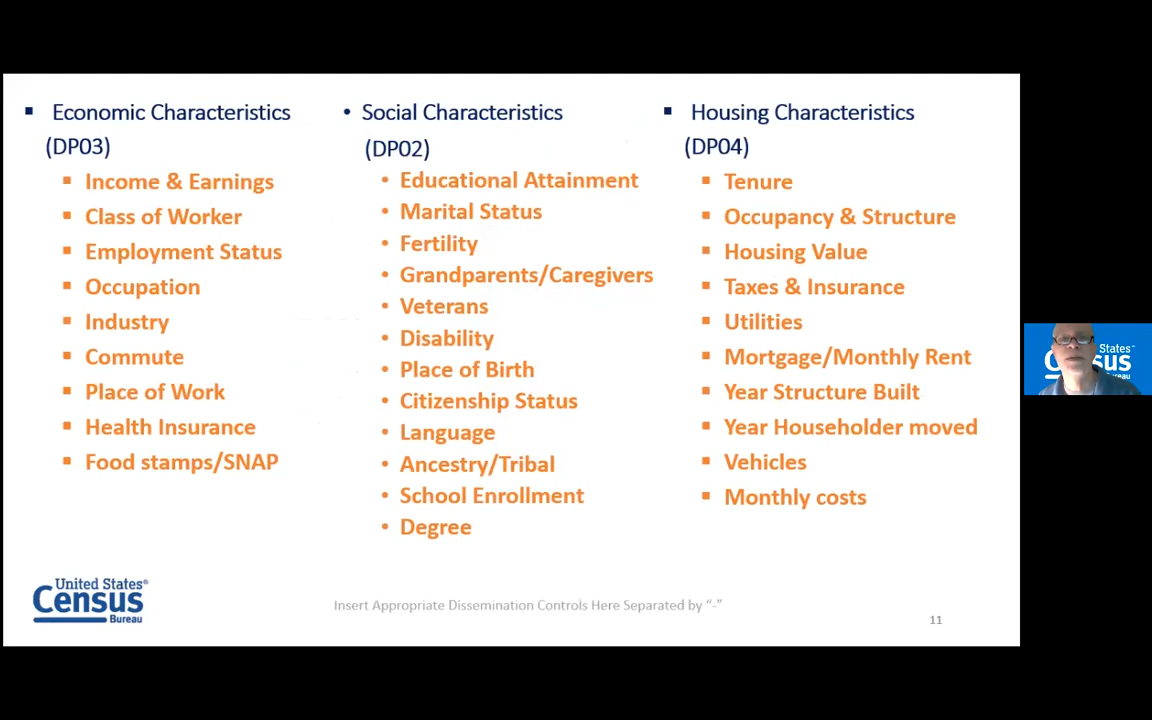 Economic Characteristics
(DP03)
Income & Earnings
Class of Worker
Employment Status
Occupation
Industry
Commute
Place of Work
Health Insurance
Food stamps/SNAP
Social Characteristics
(DP02)
Educational Attainment
Marital Status
Fertility
Grandparents/Caregivers
Veterans
Disability
Place of Birth
Citizenship Status
Language
Ancestry/Tribal
School Enrollment
Degree
Housing Characteristics
(DP04)
Tenure
Occupancy & Structure
Housing Value
Taxes & Insurance
Utilities
Mortgage/Monthly Rent
Year Structure Built
Year Householder moved
Vehicles
Monthly costs
United States®
Census
Bureau
Insert Appropriate Dissemination Controls Here Separated by “-”
11
States